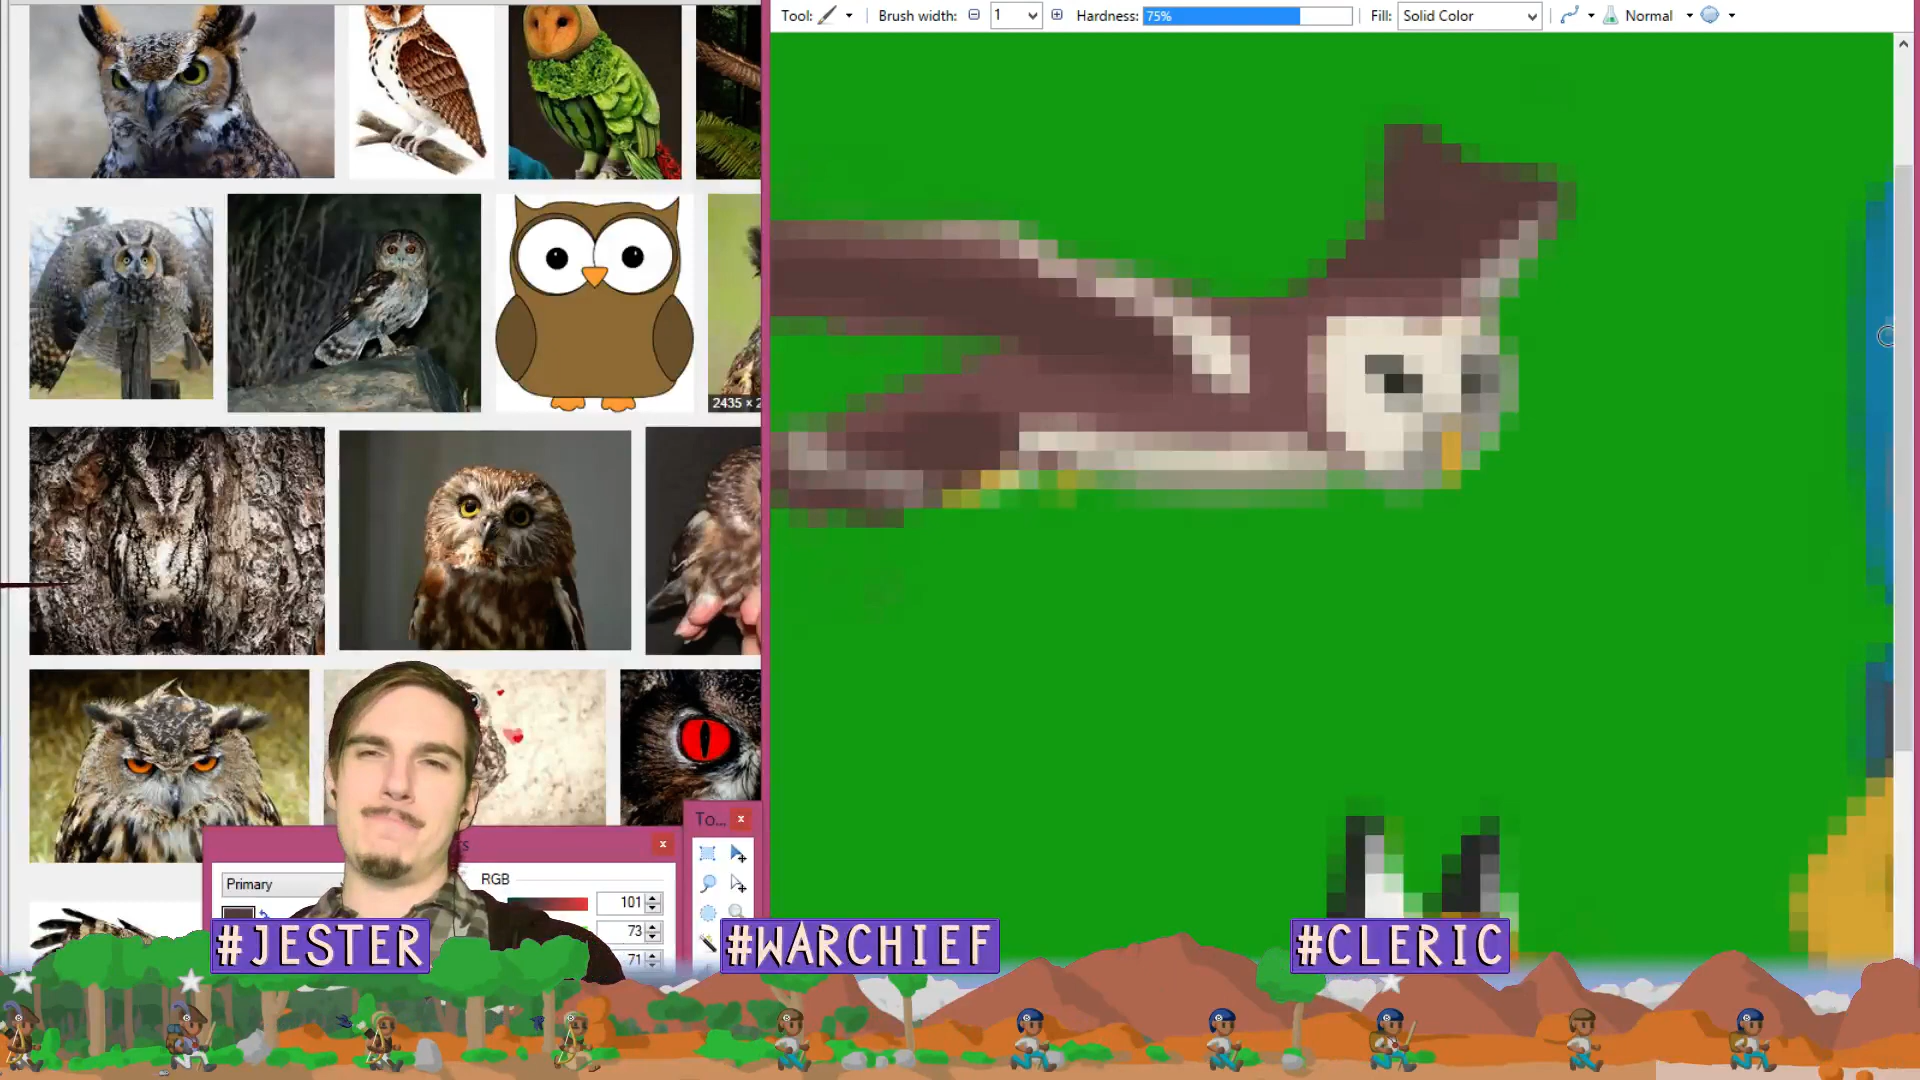 Tool:
Brush width:
1
Hardness:
75%
Fill:
Solid Color
Normal
2435 x 2
To...
Primary
RGB
101
73
71
#JESTER
#WARCHIEF
#CLERIC